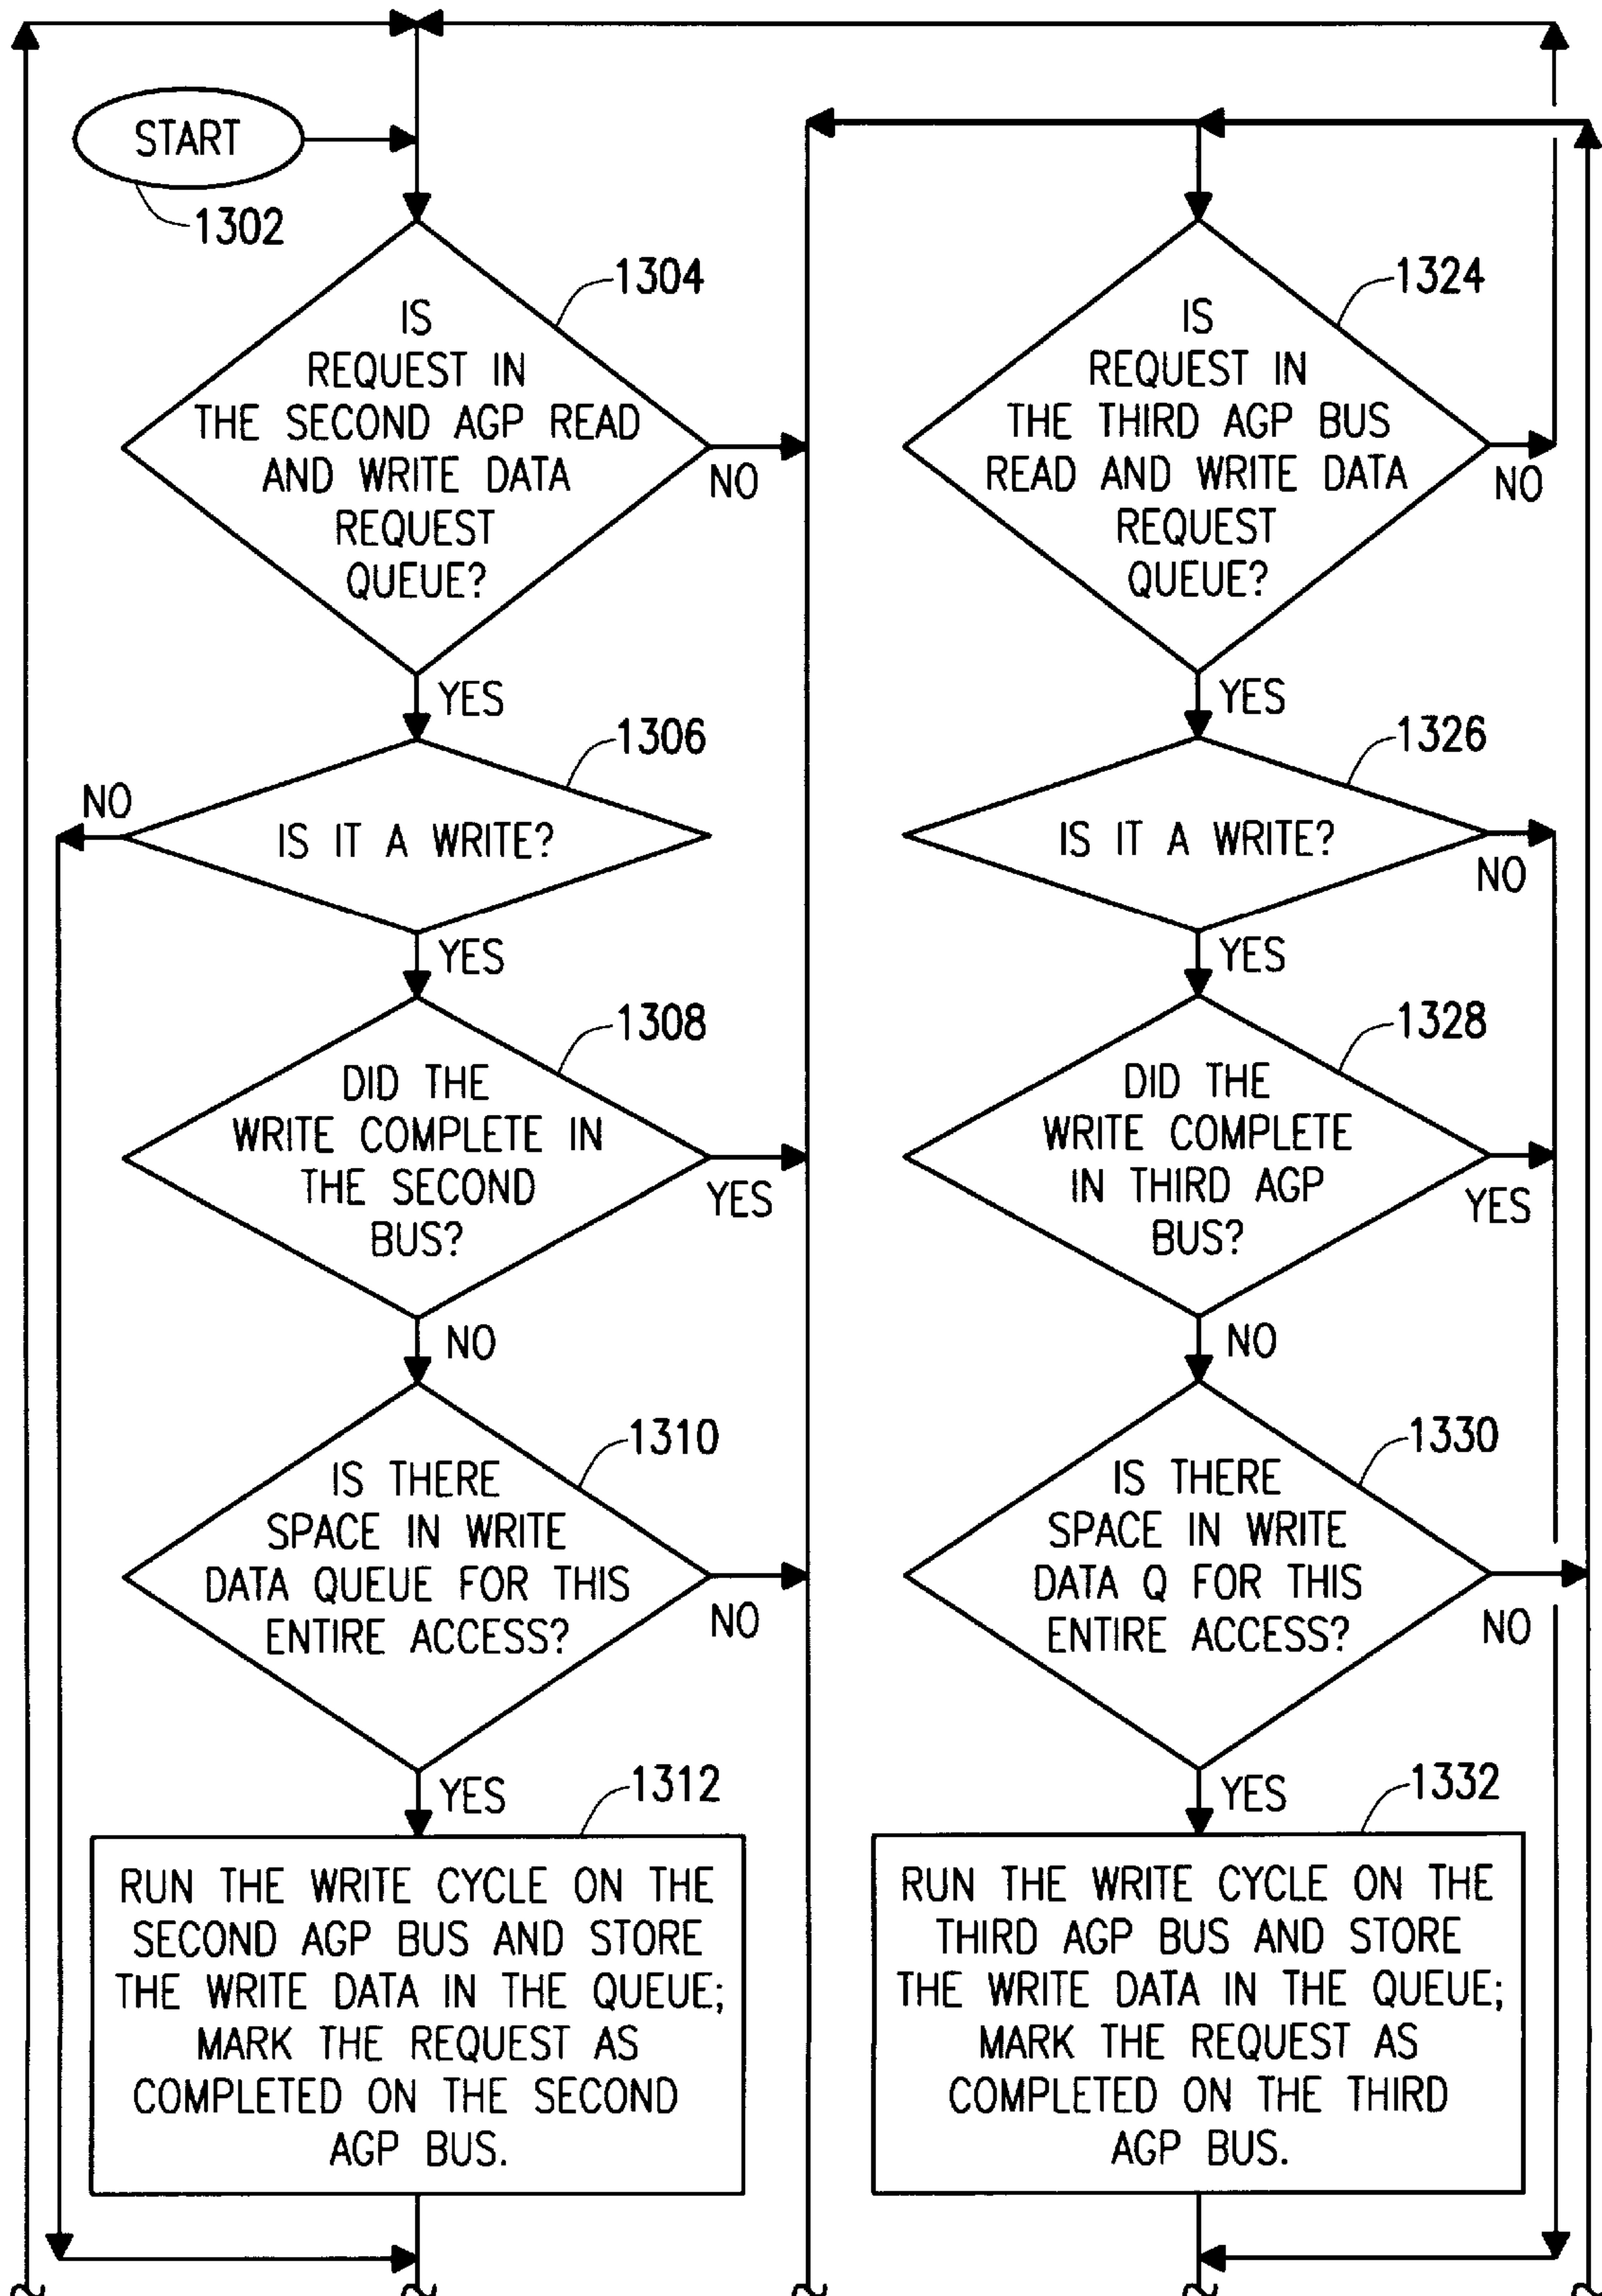 START
1302
1304
IS
REQUEST IN
THE SECOND AGP READ
AND WRITE DATA
REQUEST
QUEUE?
NO
YES
1306
NO
IS IT A WRITE?
YES
1308
DID THE
WRITE COMPLETE IN
THE SECOND
BUS?
YES
NO
1310
IS THERE
SPACE IN WRITE
DATA QUEUE FOR THIS
ENTIRE ACCESS?
NO
YES
1312
RUN THE WRITE CYCLE ON THE
SECOND AGP BUS AND STORE
THE WRITE DATA IN THE QUEUE;
MARK THE REQUEST AS
COMPLETED ON THE SECOND
AGP BUS.
1324
IS
REQUEST IN
THE THIRD AGP BUS
READ AND WRITE DATA
REQUEST
QUEUE?
NO
YES
1326
IS IT A WRITE?
NO
YES
1328
DID THE
WRITE COMPLETE
IN THIRD AGP
BUS?
YES
NO
1330
IS THERE
SPACE IN WRITE
DATA Q FOR THIS
ENTIRE ACCESS?
NO
YES
1332
RUN THE WRITE CYCLE ON THE
THIRD AGP BUS AND STORE
THE WRITE DATA IN THE QUEUE;
MARK THE REQUEST AS
COMPLETED ON THE THIRD
AGP BUS.